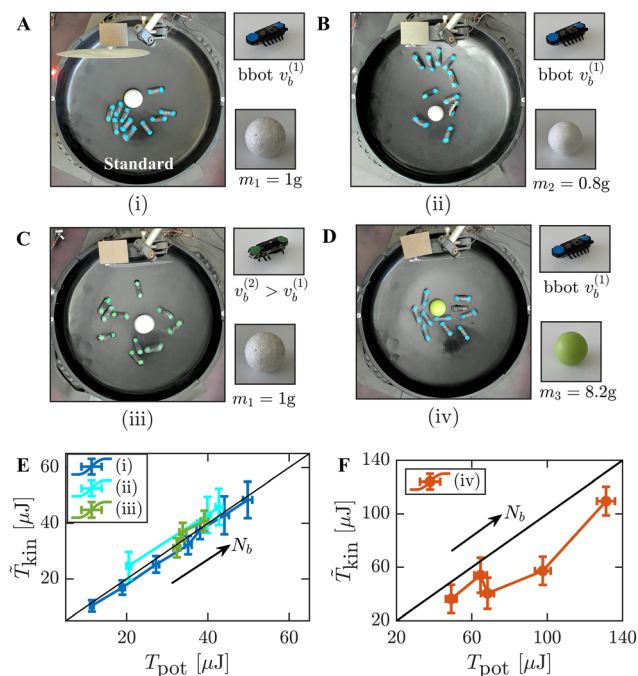 A
bbot v_b^(1)
Standard
m_1 = 1g
(i)
B
bbot v_b^(1)
m_2 = 0.8g
(ii)
C
v_b^(2) > v_b^(1)
m_1 = 1g
(iii)
D
bbot v_b^(1)
m_3 = 8.2g
(iv)
E
(i)
(ii)
(iii)
N_b
60
40
20
T̃_kin [μJ]
20 40 60
T_pot [μJ]
F
(iv)
N_b
140
100
60
20
T̃_kin [μJ]
20 60 100 140
T_pot [μJ]